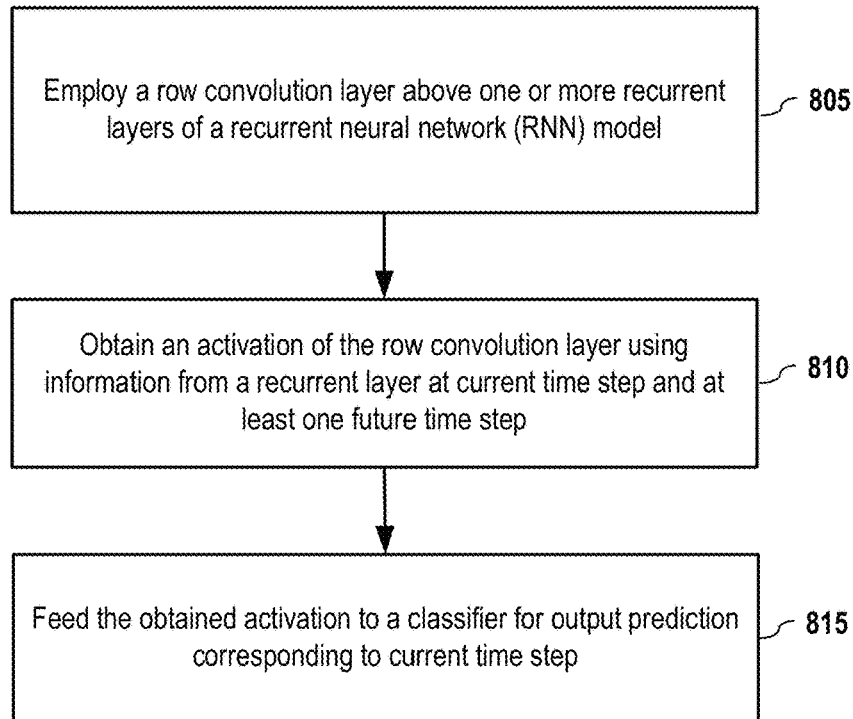 Employ a row convolution layer above one or more recurrent
layers of a recurrent neural network (RNN) model
805
Obtain an activation of the row convolution layer using
information from a recurrent layer at current time step and at
least one future time step
810
Feed the obtained activation to a classifier for output prediction
corresponding to current time step
815